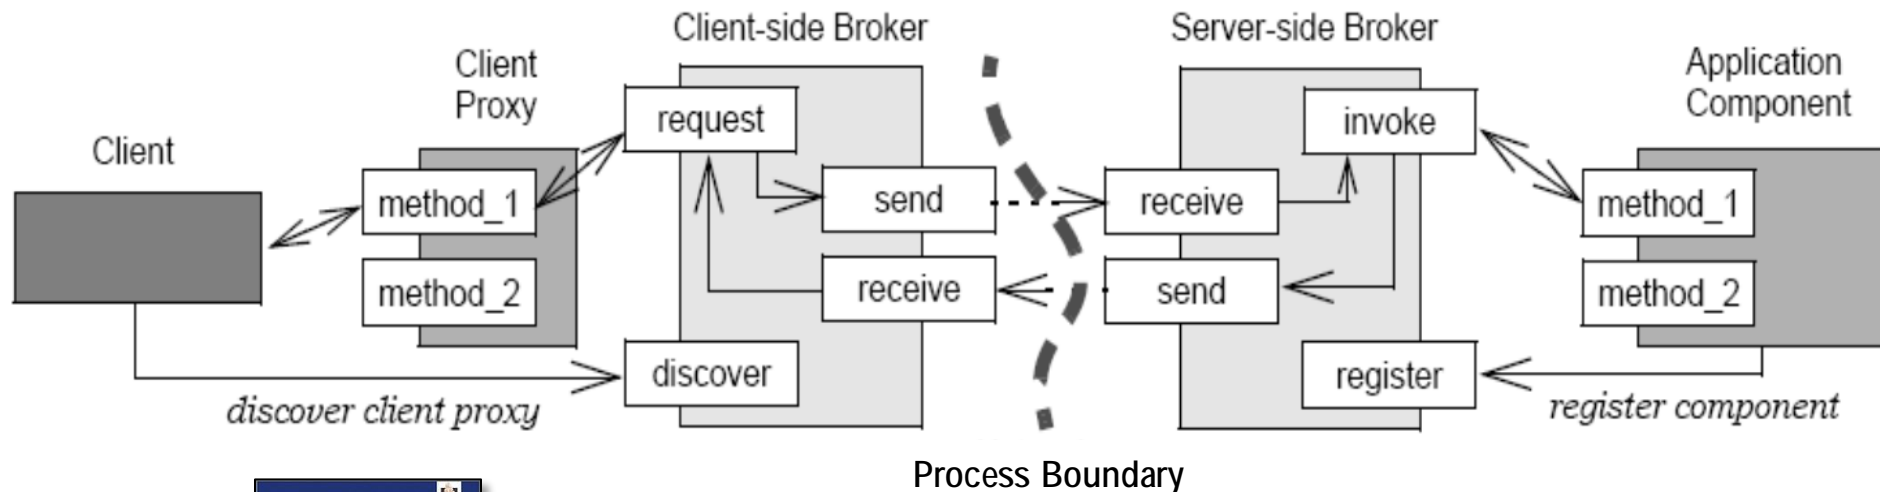 Client-side Broker
Server-side Broker
Client
Proxy
Application
Component
Client
request
invoke
method_1
send
receive
method_1
method_2
receive
send
method_2
discover
register
discover client proxy
register component
Process Boundary